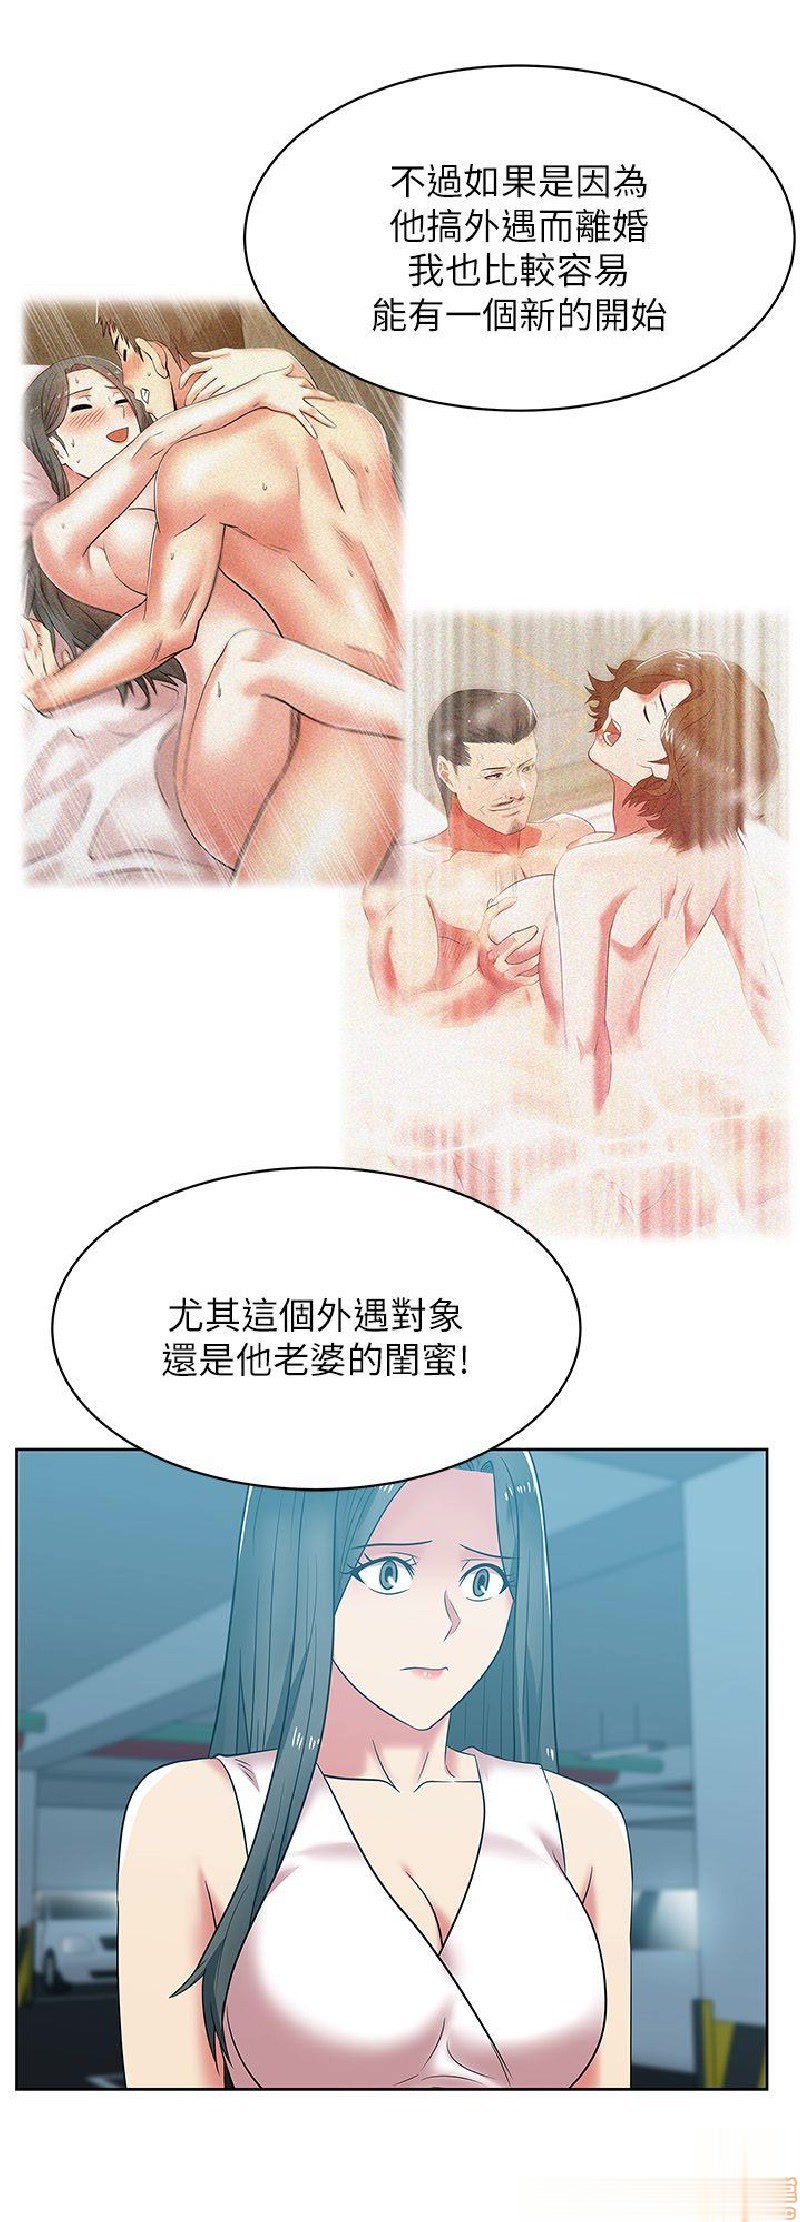 不過如果是因為
他搞外遇而離婚
我也比較容易
能有一個新的開始
尤其這個外遇對象
還是他老婆的閨蜜!